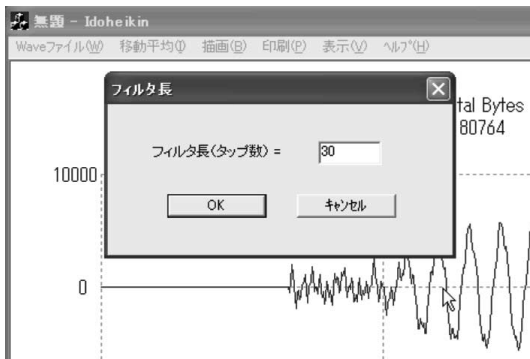 無題 - Idoheikin
Waveファイル(W) 移動平均(I) 描画(B) 印刷(P) 表示(V) ヘルプ(H)
フィルタ長
tal Bytes
80764
フィルタ長(タップ数) = 30
OK キャンセル
10000
0